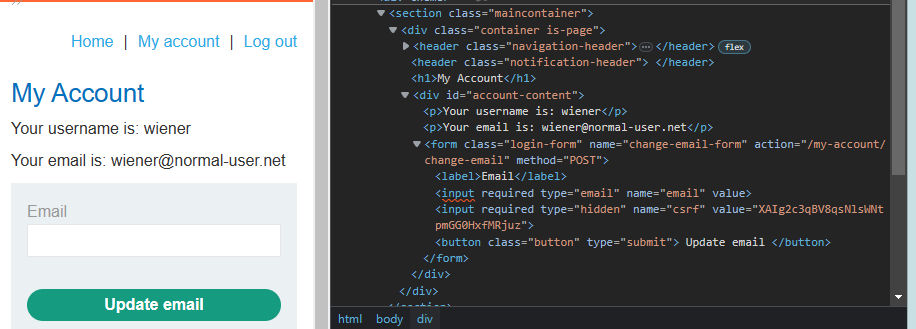 Home | My account | Log out
My Account
Your username is: wiener
Your email is: wiener@normal-user.net
Email
Update email
<section class="maincontainer">
<div class="container is-page">
<header class="navigation-header"> ⋯ </header> flex
<header class="notification-header"> </header>
<h1>My Account</h1>
<div id="account-content">
<p>Your username is: wiener</p>
<p>Your email is: wiener@normal-user.net</p>
<form class="login-form" name="change-email-form" action="/my-account/
change-email" method="POST">
<label>Email</label>
<input required type="email" name="email" value>
<input required type="hidden" name="csrf" value="XAIg2c3qBV8qsNlsWNt
pmGG0HxfMRjuz">
<button class="button" type="submit"> Update email </button>
</form>
</div>
</div>
</section>
html body div